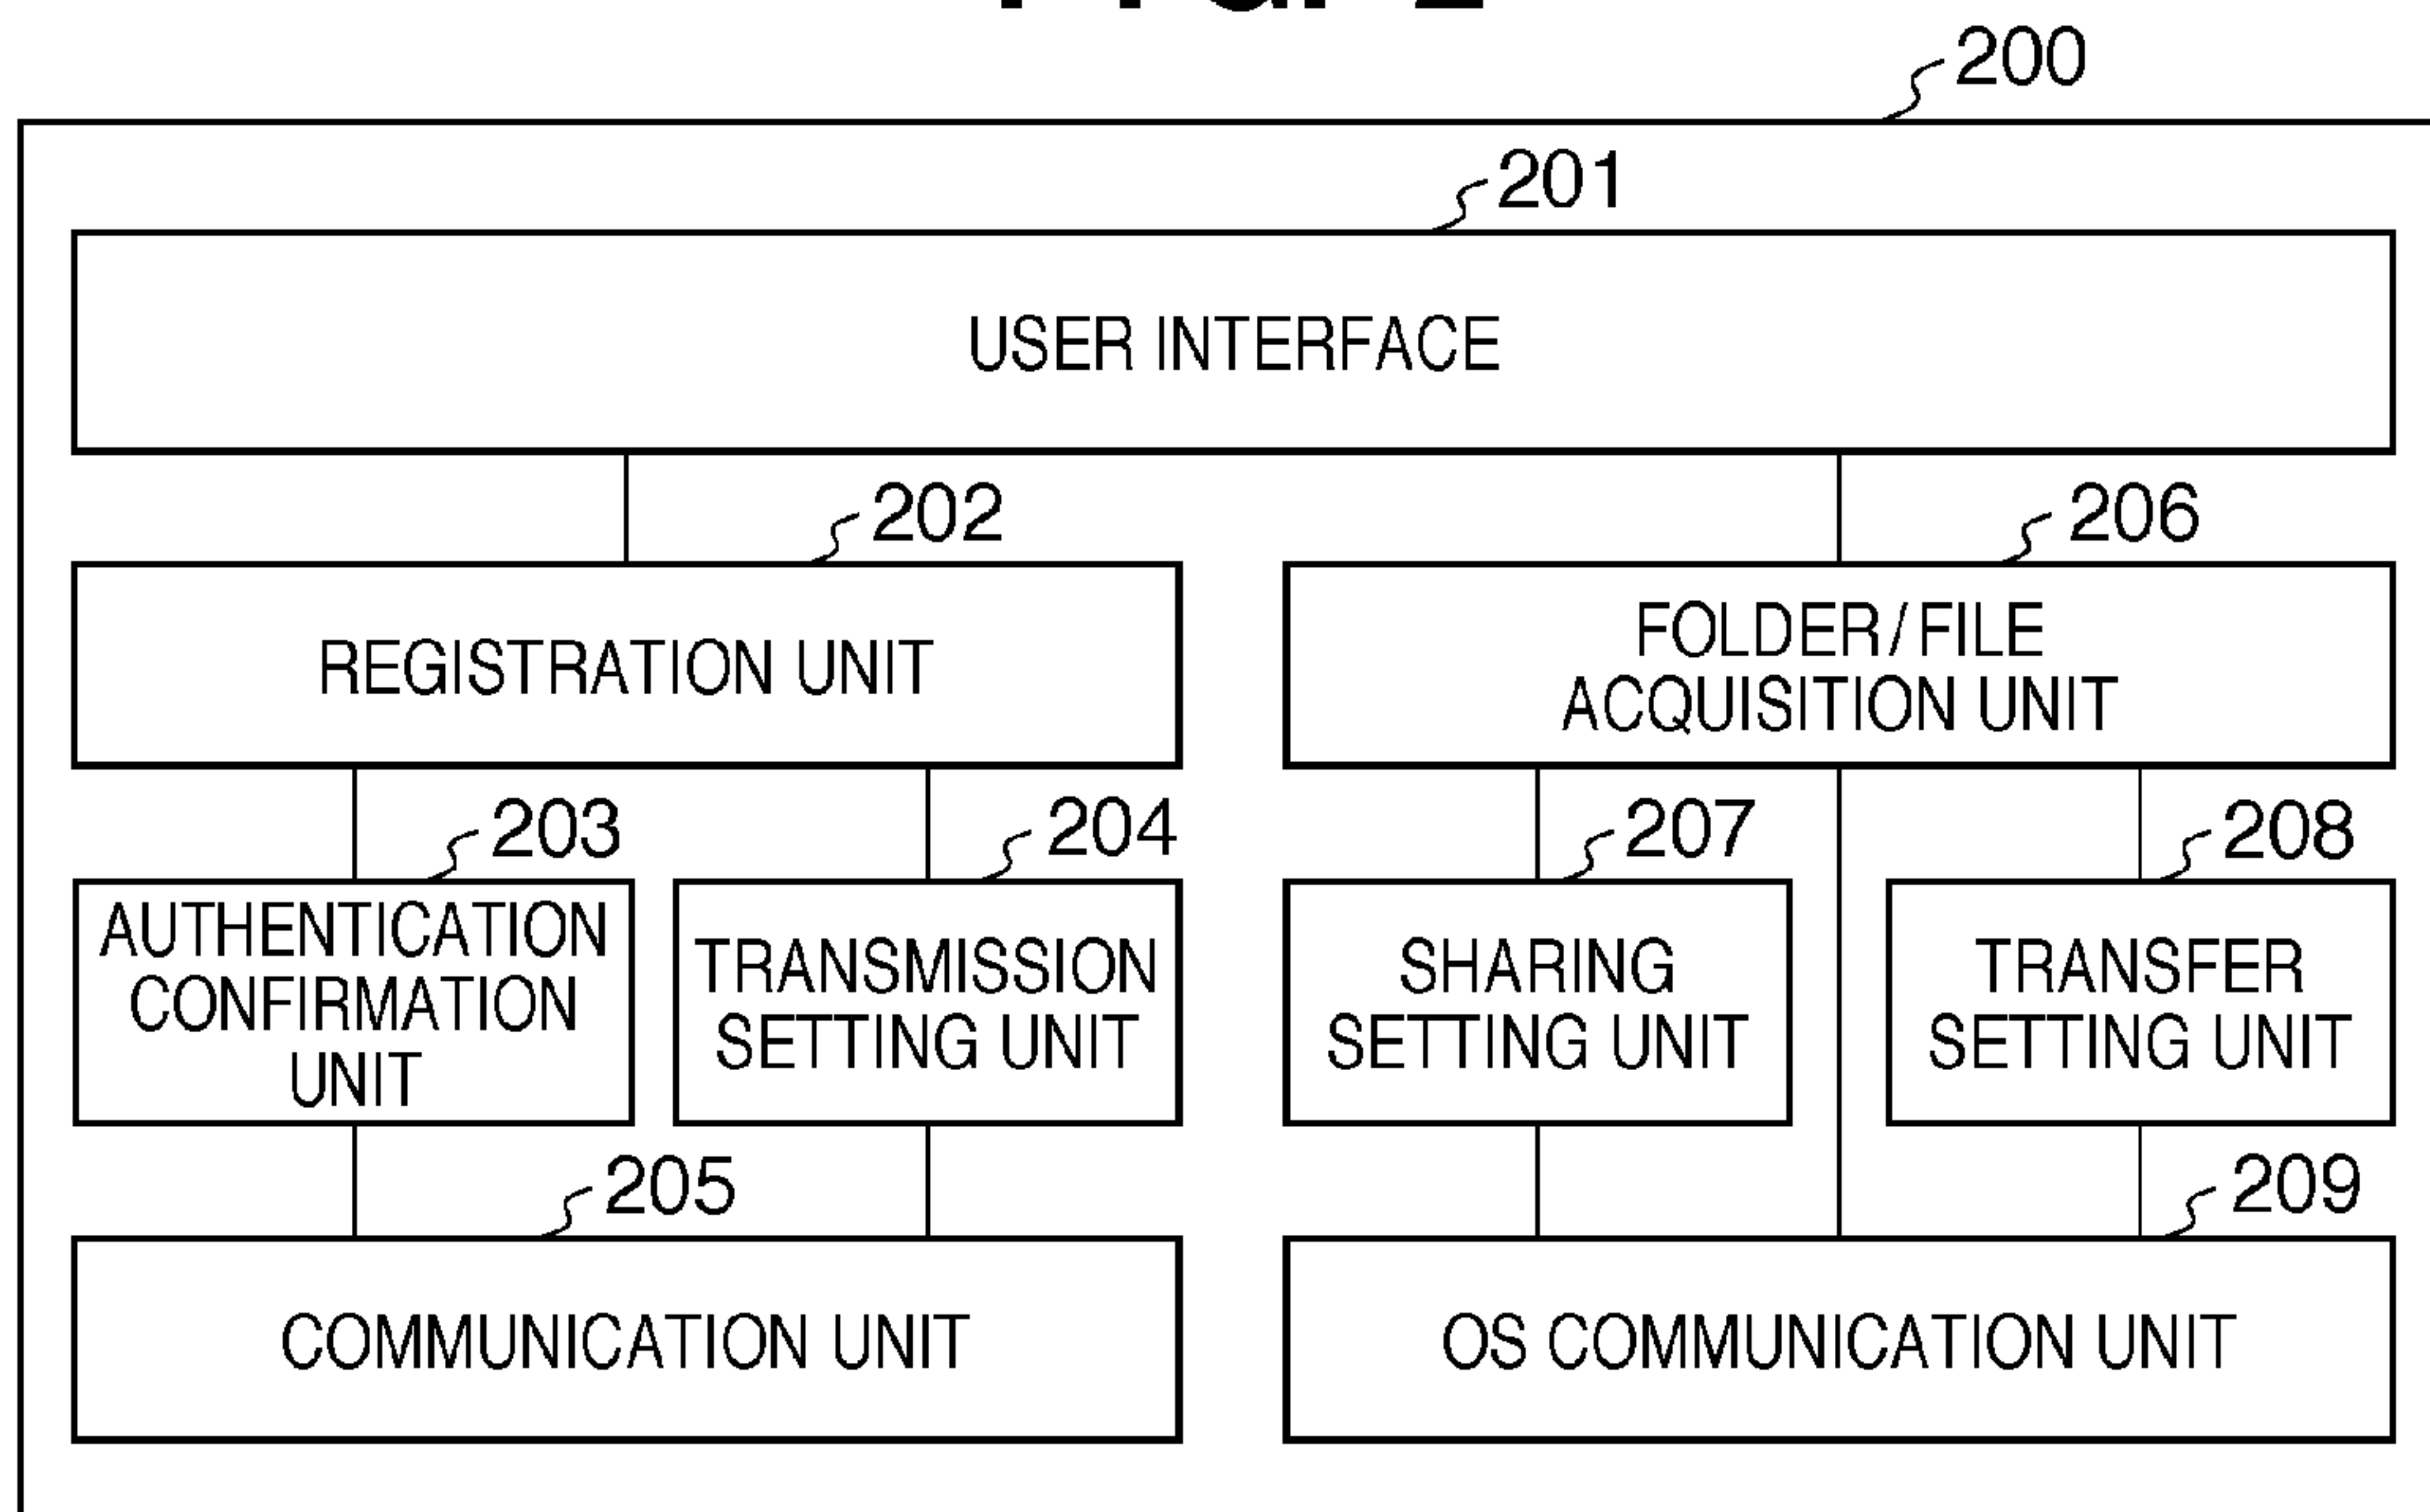 200
201
USER INTERFACE
202
206
REGISTRATION UNIT
FOLDER/FILE
ACQUISITION UNIT
203
204
207
208
AUTHENTICATION
CONFIRMATION
UNIT
TRANSMISSION
SETTING UNIT
SHARING
SETTING UNIT
TRANSFER
SETTING UNIT
205
209
COMMUNICATION UNIT
OS COMMUNICATION UNIT